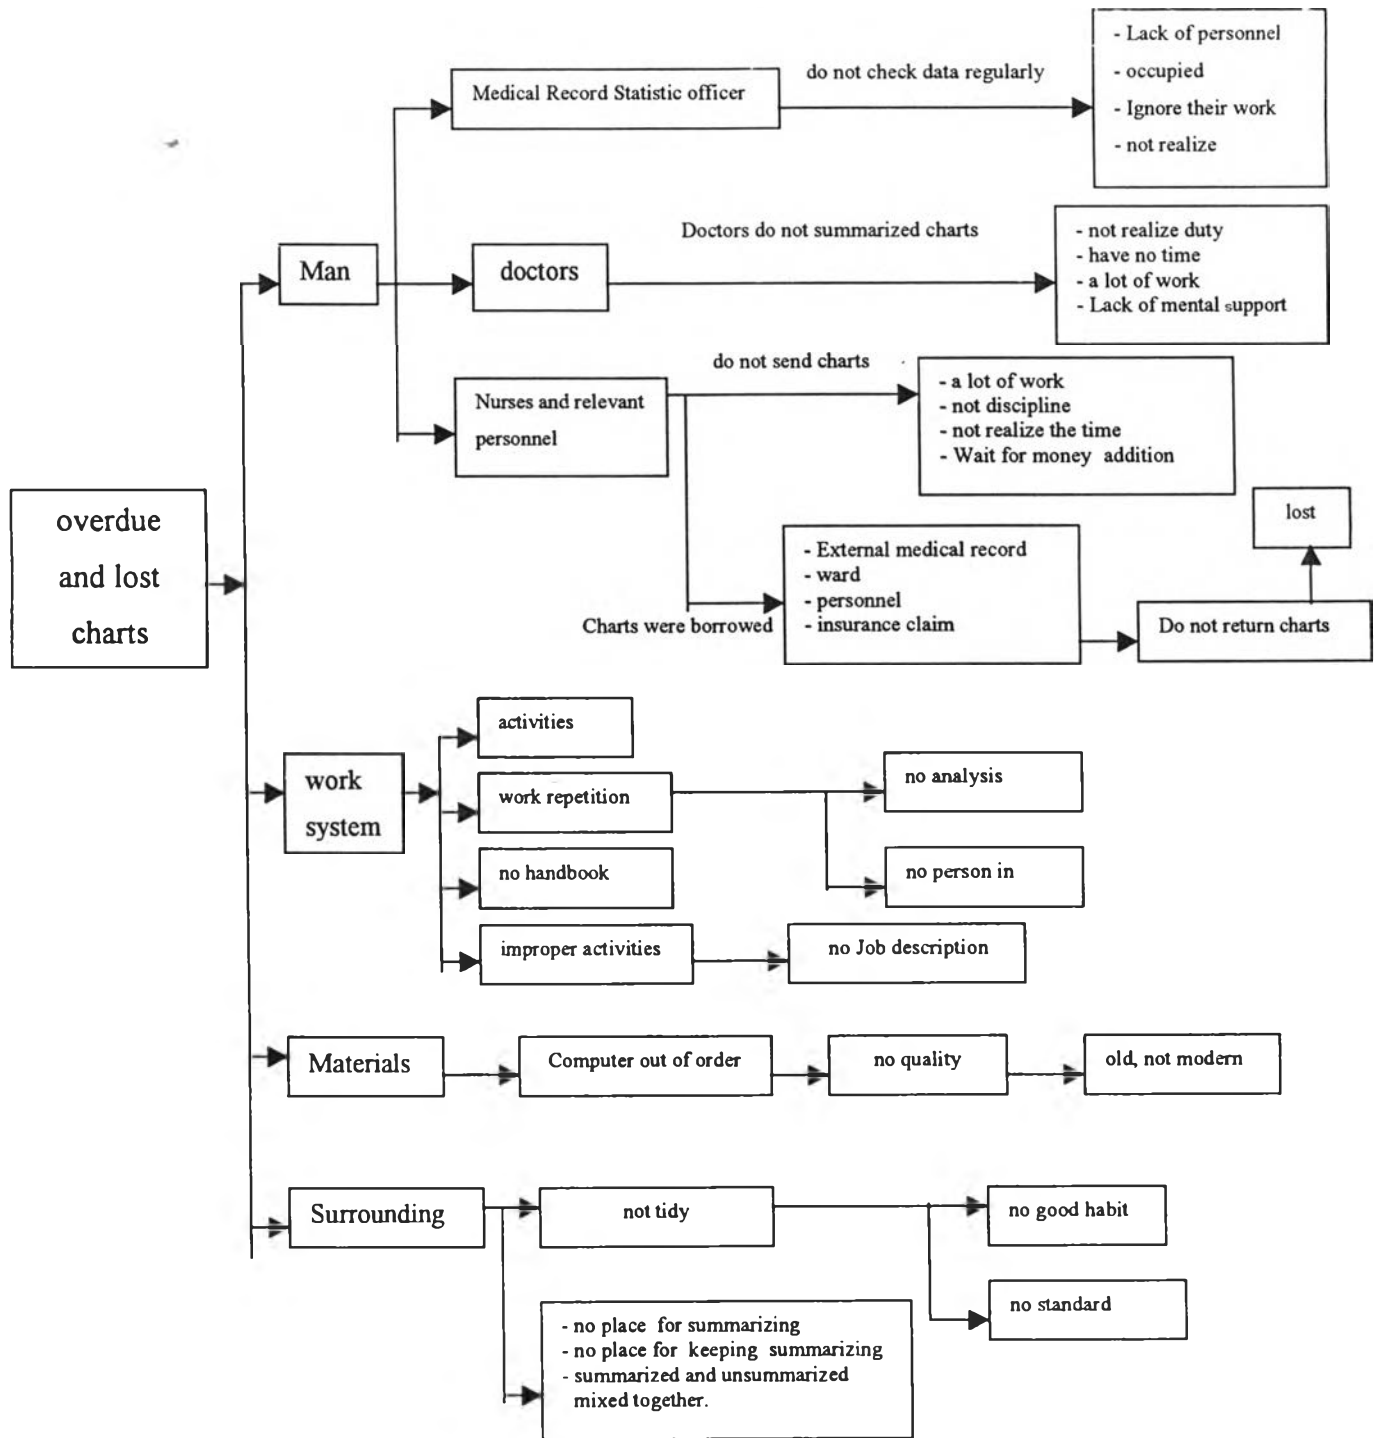 - Lack of personnel
do not check data regularly
- occupied
Medical Record Statistic officer
- Ignore their work
- not realize
Doctors do not summarized charts
- not realize duty
- have no time
- a lot of work
- Lack of mental support
Man
doctors
do not send charts
- a lot of work
- not discipline
- not realize the time
- Wait for money addition
Nurses and relevant
personnel
overdue
and lost
charts
lost
- External medical record
- ward
- personnel
- insurance claim
Charts were borrowed
Do not return charts
activities
work
system
work repetition
no analysis
no handbook
no person in
improper activities
no Job description
Materials
Computer out of order
no quality
old, not modern
Surrounding
not tidy
no good habit
no standard
- no place for summarizing
- no place for keeping summarizing
- summarized and unsummarized
mixed together.